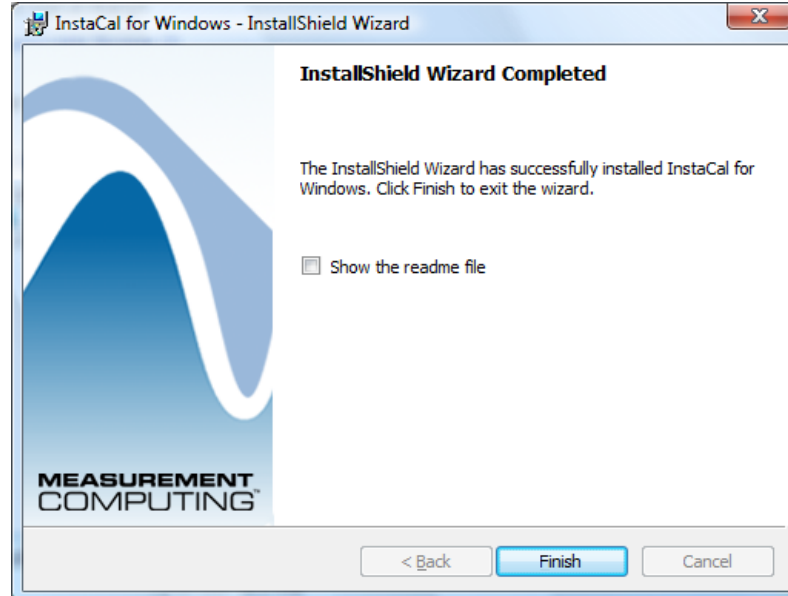 InstaCal for Windows - InstallShield Wizard
InstallShield Wizard Completed
The InstallShield Wizard has successfully installed InstaCal for
Windows. Click Finish to exit the wizard.
Show the readme file
MEASUREMENT
COMPUTING™
< Back
Finish
Cancel